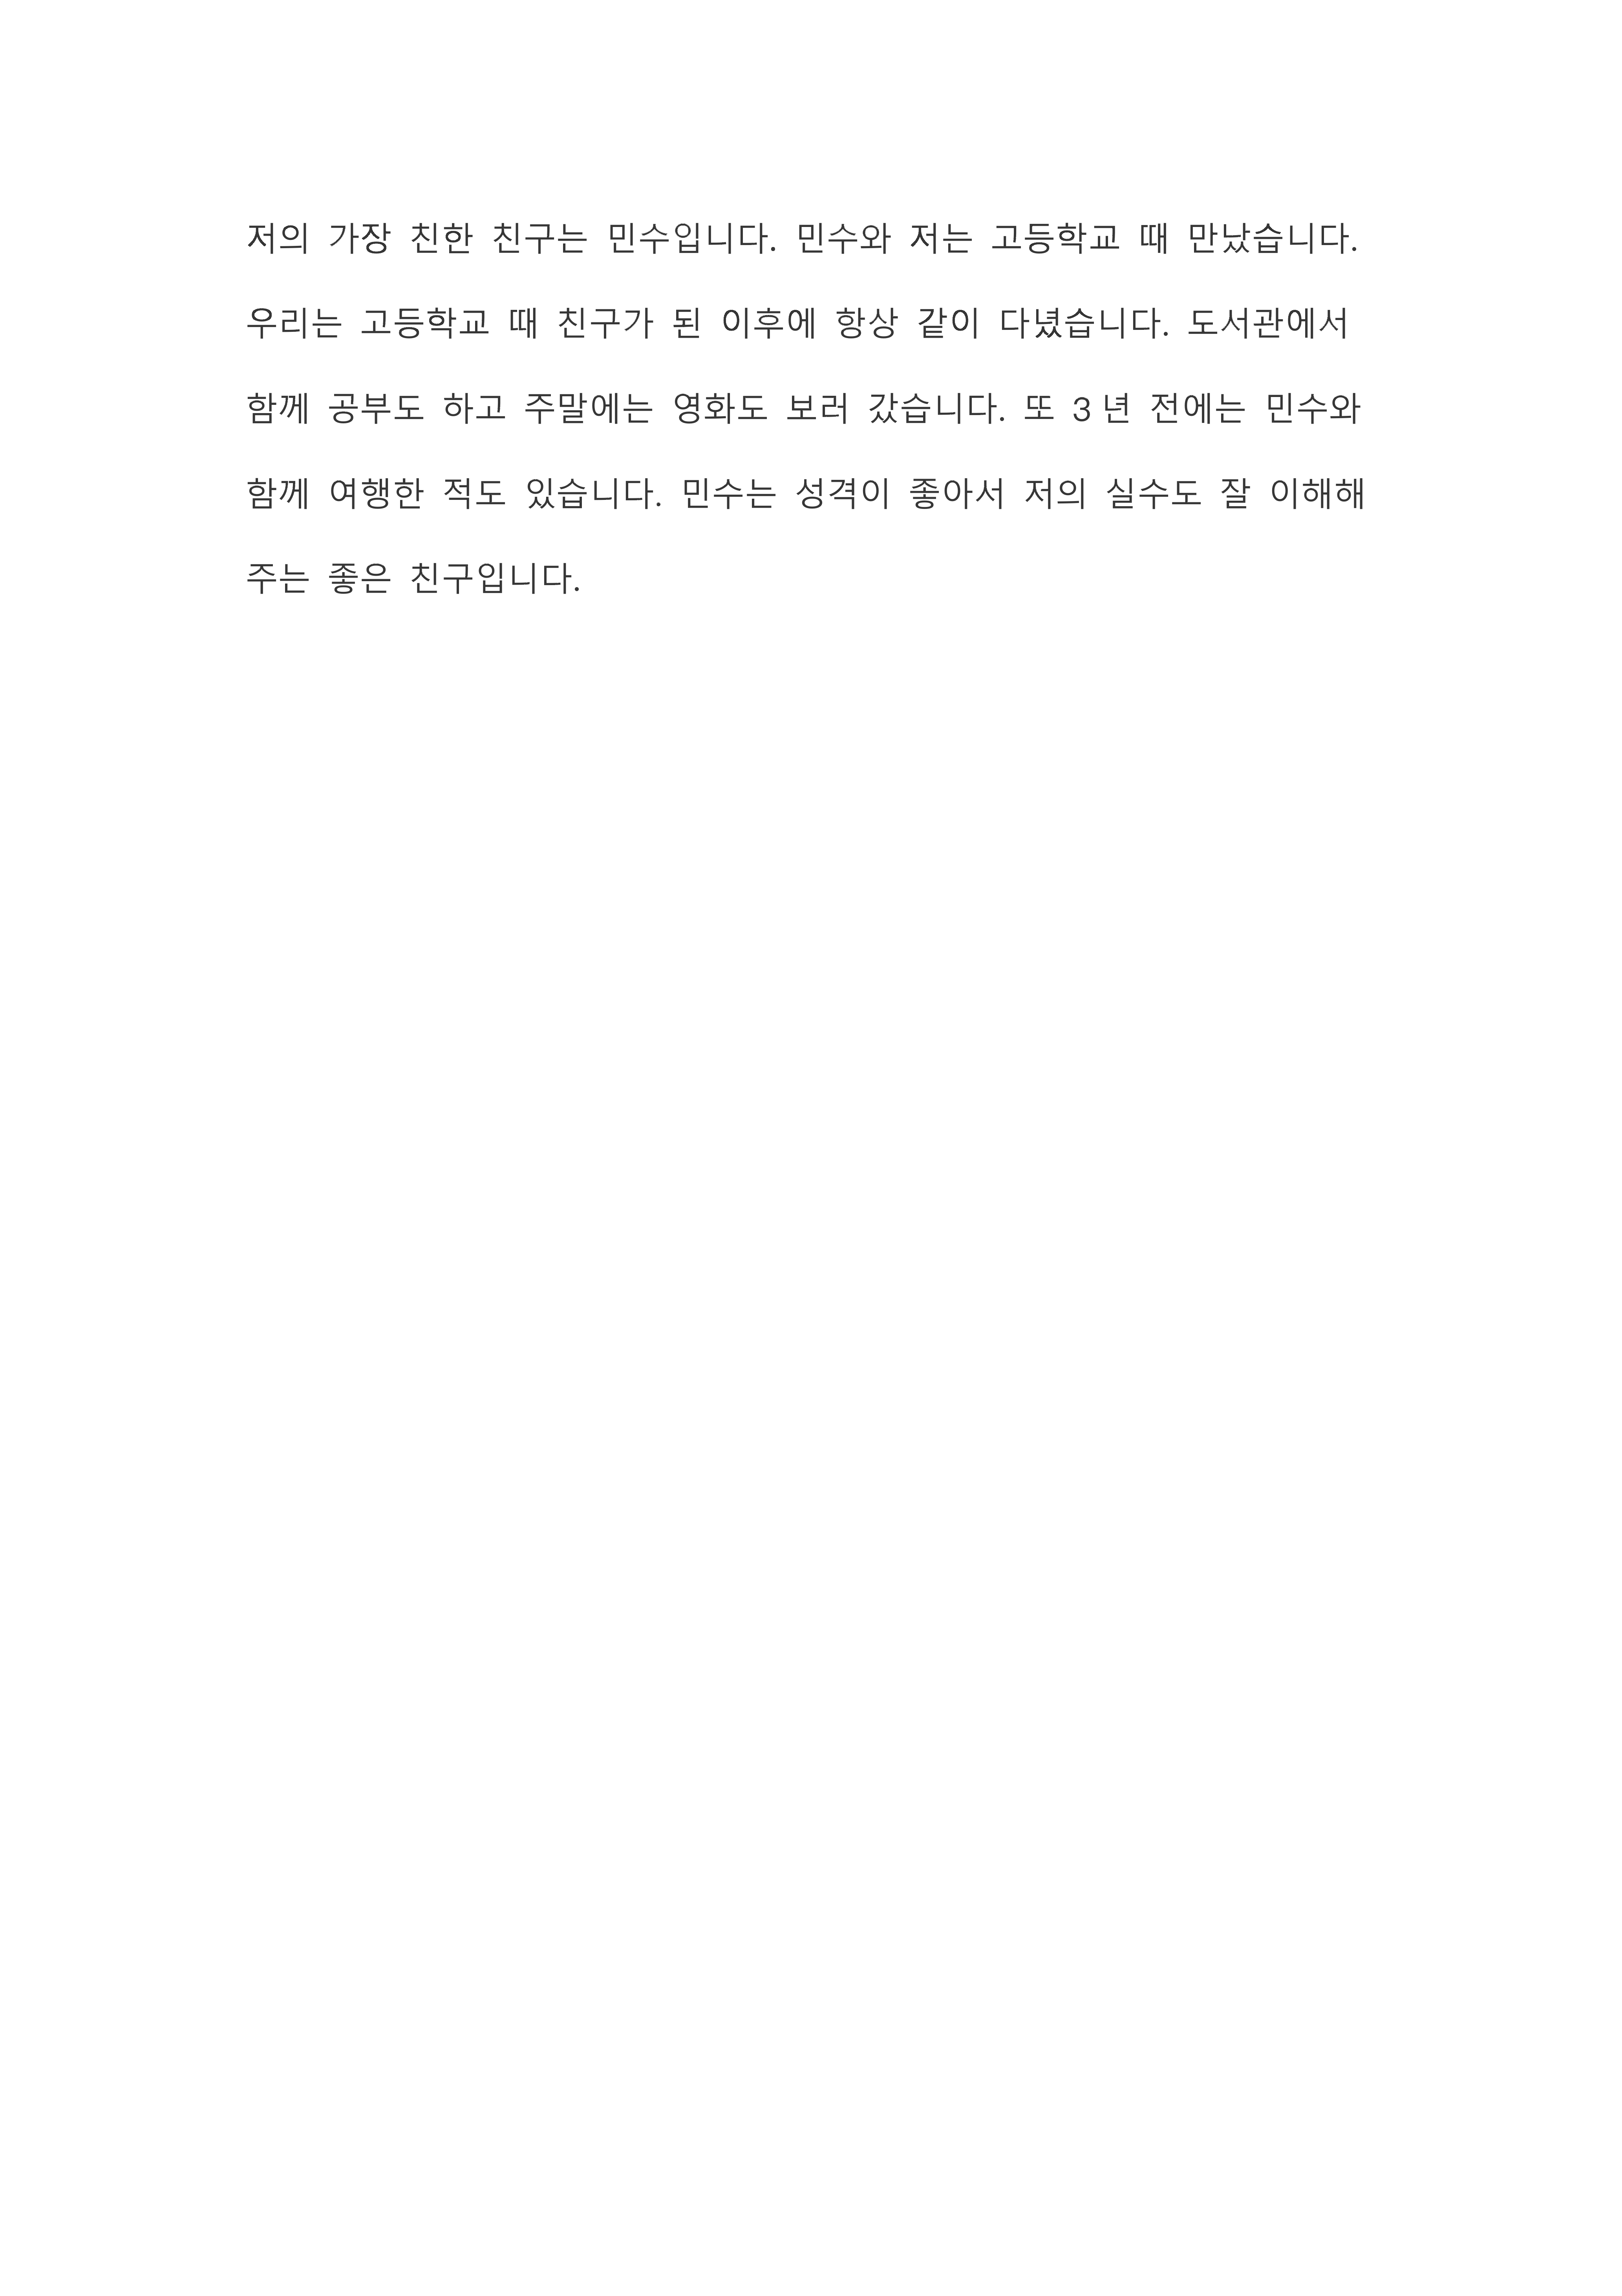 저의 가장 친한 친구는 민수입니다. 민수와 저는 고등학교 때 만났습니다.
우리는 고등학교 때 친구가 된 이후에 항상 같이 다녔습니다. 도서관에서
함께 공부도 하고 주말에는 영화도 보러 갔습니다. 또 3년 전에는 민수와
함께 여행한 적도 있습니다. 민수는 성격이 좋아서 저의 실수도 잘 이해해
주는 좋은 친구입니다.